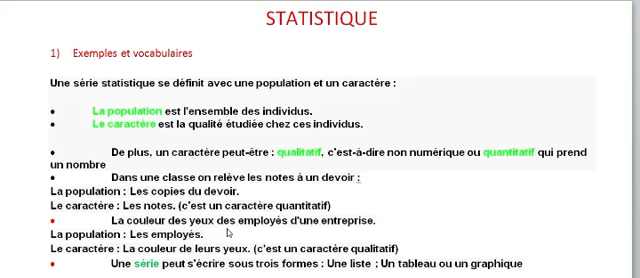 STATISTIQUE
1) Exemples et vocabulaires
Une série statistique se définit avec une population et un caractère :
• La population est l'ensemble des individus.
• Le caractère est la qualité étudiée chez ces individus.
• De plus, un caractère peut-être : qualitatif, c'est-à-dire non numérique ou quantitatif qui prend
un nombre
• Dans une classe on relève les notes à un devoir :
La population : Les copies du devoir.
Le caractère : Les notes. (c'est un caractère quantitatif)
• La couleur des yeux des employés d'une entreprise.
La population : Les employés.
Le caractère : La couleur de leurs yeux. (c'est un caractère qualitatif)
• Une série peut s'écrire sous trois formes : Une liste ; Un tableau ou un graphique